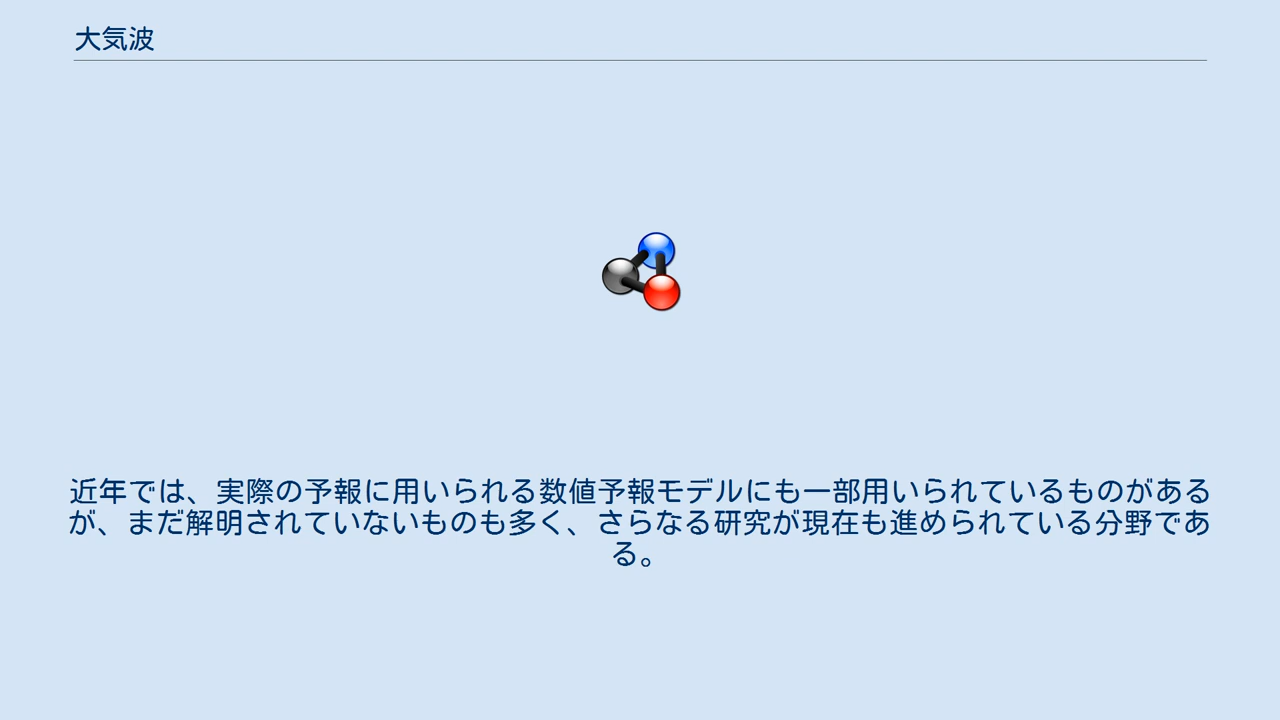 大気波
近年では、実際の予報に用いられる数値予報モデルにも一部用いられているものがある
が、まだ解明されていないものも多く、さらなる研究が現在も進められている分野であ
る。